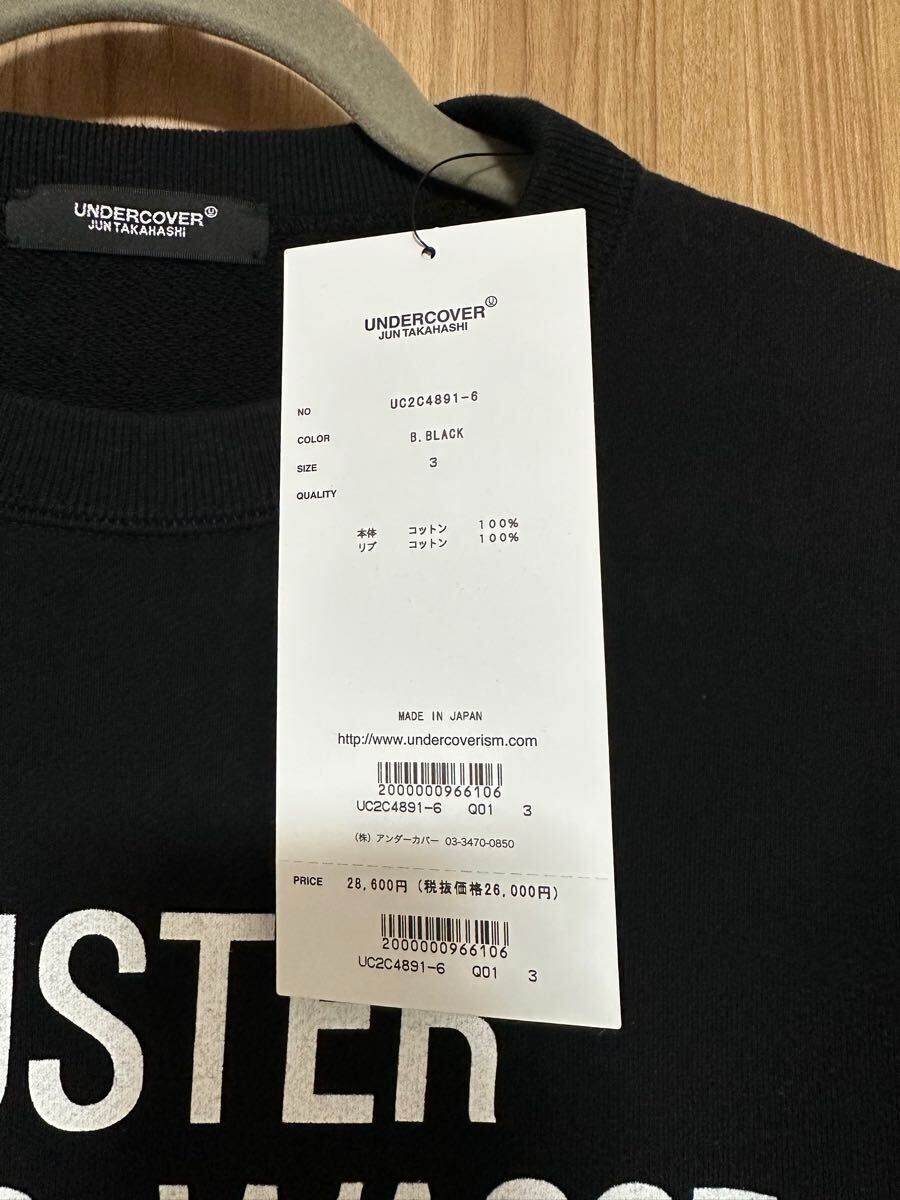 UNDERCOVER Ⓤ
JUN TAKAHASHI
UNDERCOVER Ⓤ
JUN TAKAHASHI
NO UC2C4891-6
COLOR B.BLACK
SIZE 3
QUALITY
本体 コットン 100%
リブ コットン 100%
MADE IN JAPAN
http://www.undercoverism.com
2000000966106
UC2C4891-6 Q01 3
(株) アンダーカバー 03-3470-0850
PRICE 28,600円 (税抜価格26,000円)
2000000966106
UC2C4891-6 Q01 3
USTER